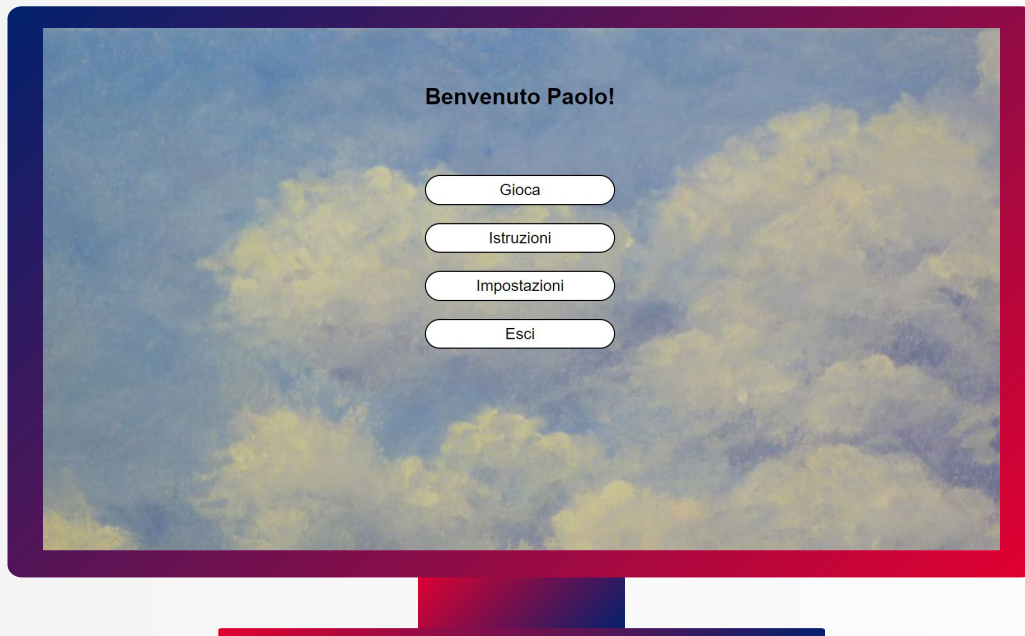 Benvenuto Paolo!
Gioca
Istruzioni
Impostazioni
Esci